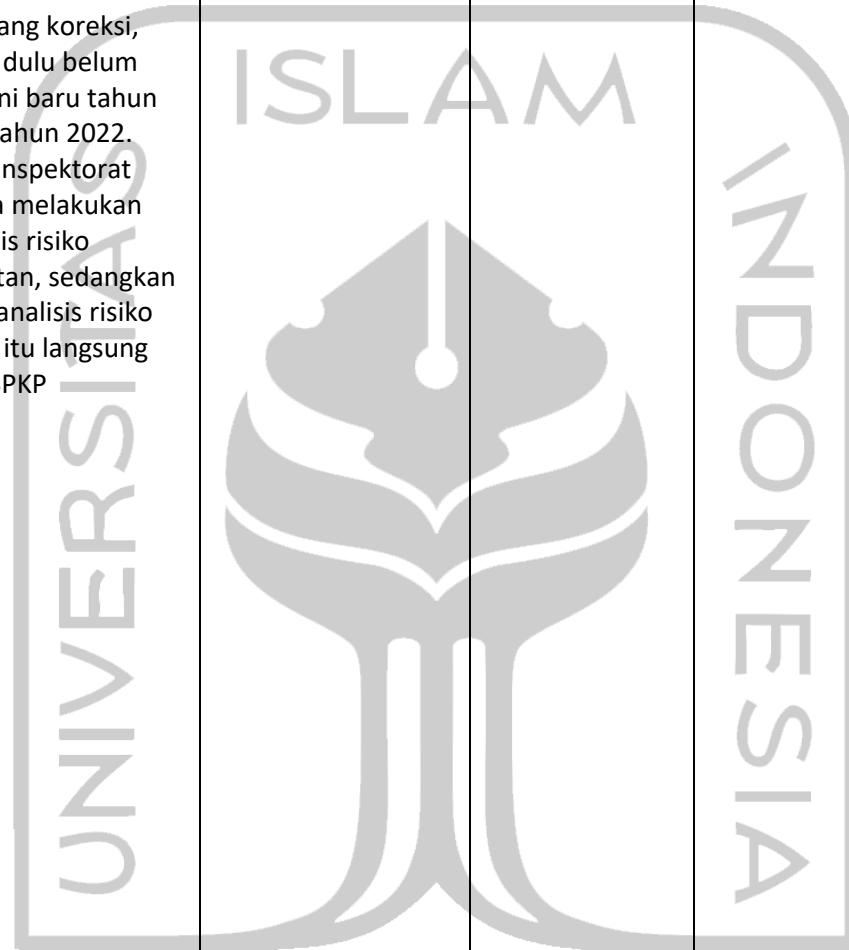 ang koreksi,
dulu belum
ni baru tahun
ahun 2022.
nspektorat
melakukan
is risiko
tan, sedangkan
analisis risiko
itu langsung
PKP
UNIVERSITAS
ISLAM
INDONESIA